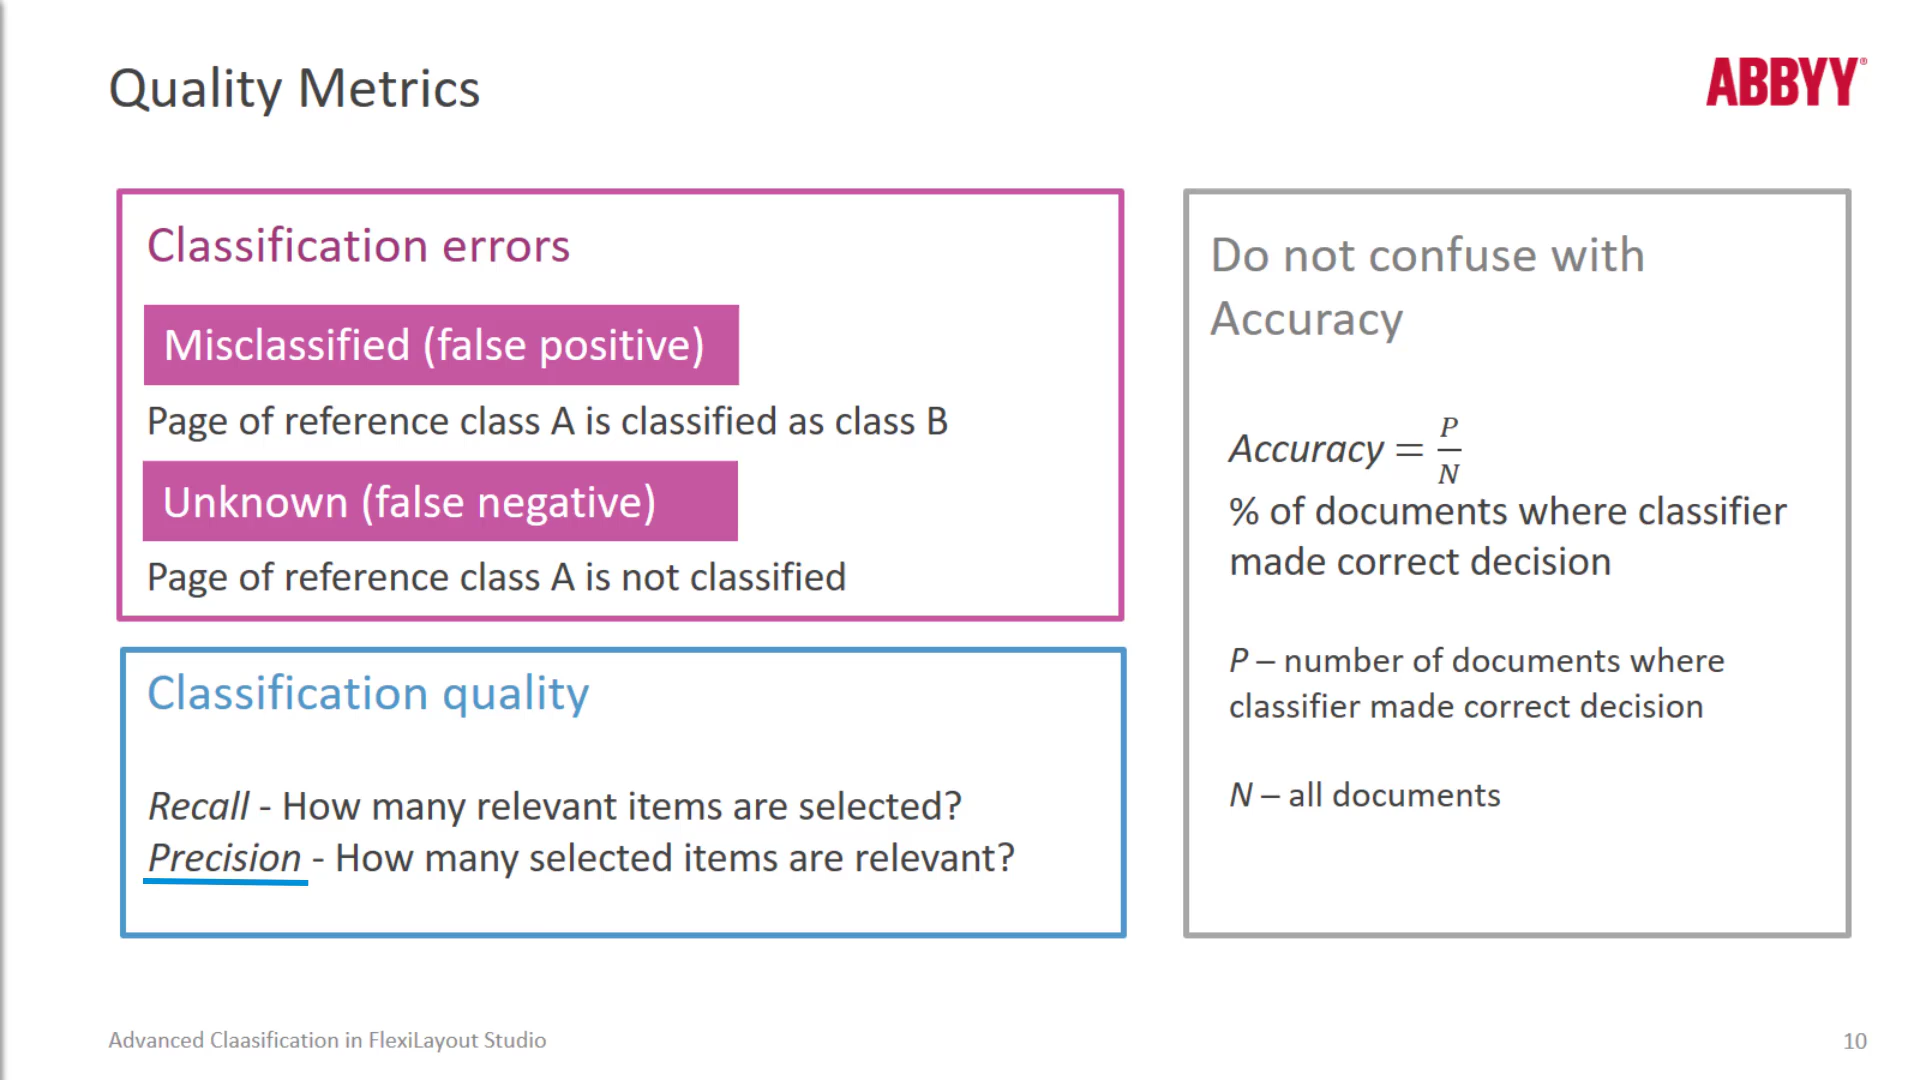 Quality Metrics
ABBYY®
Classification errors
Misclassified (false positive)
Page of reference class A is classified as class B
Unknown (false negative)
Page of reference class A is not classified
Classification quality
Recall - How many relevant items are selected?
Precision - How many selected items are relevant?
Do not confuse with
Accuracy
Accuracy = P/N
% of documents where classifier
made correct decision
P – number of documents where
classifier made correct decision
N – all documents
Advanced Claasification in FlexiLayout Studio
10